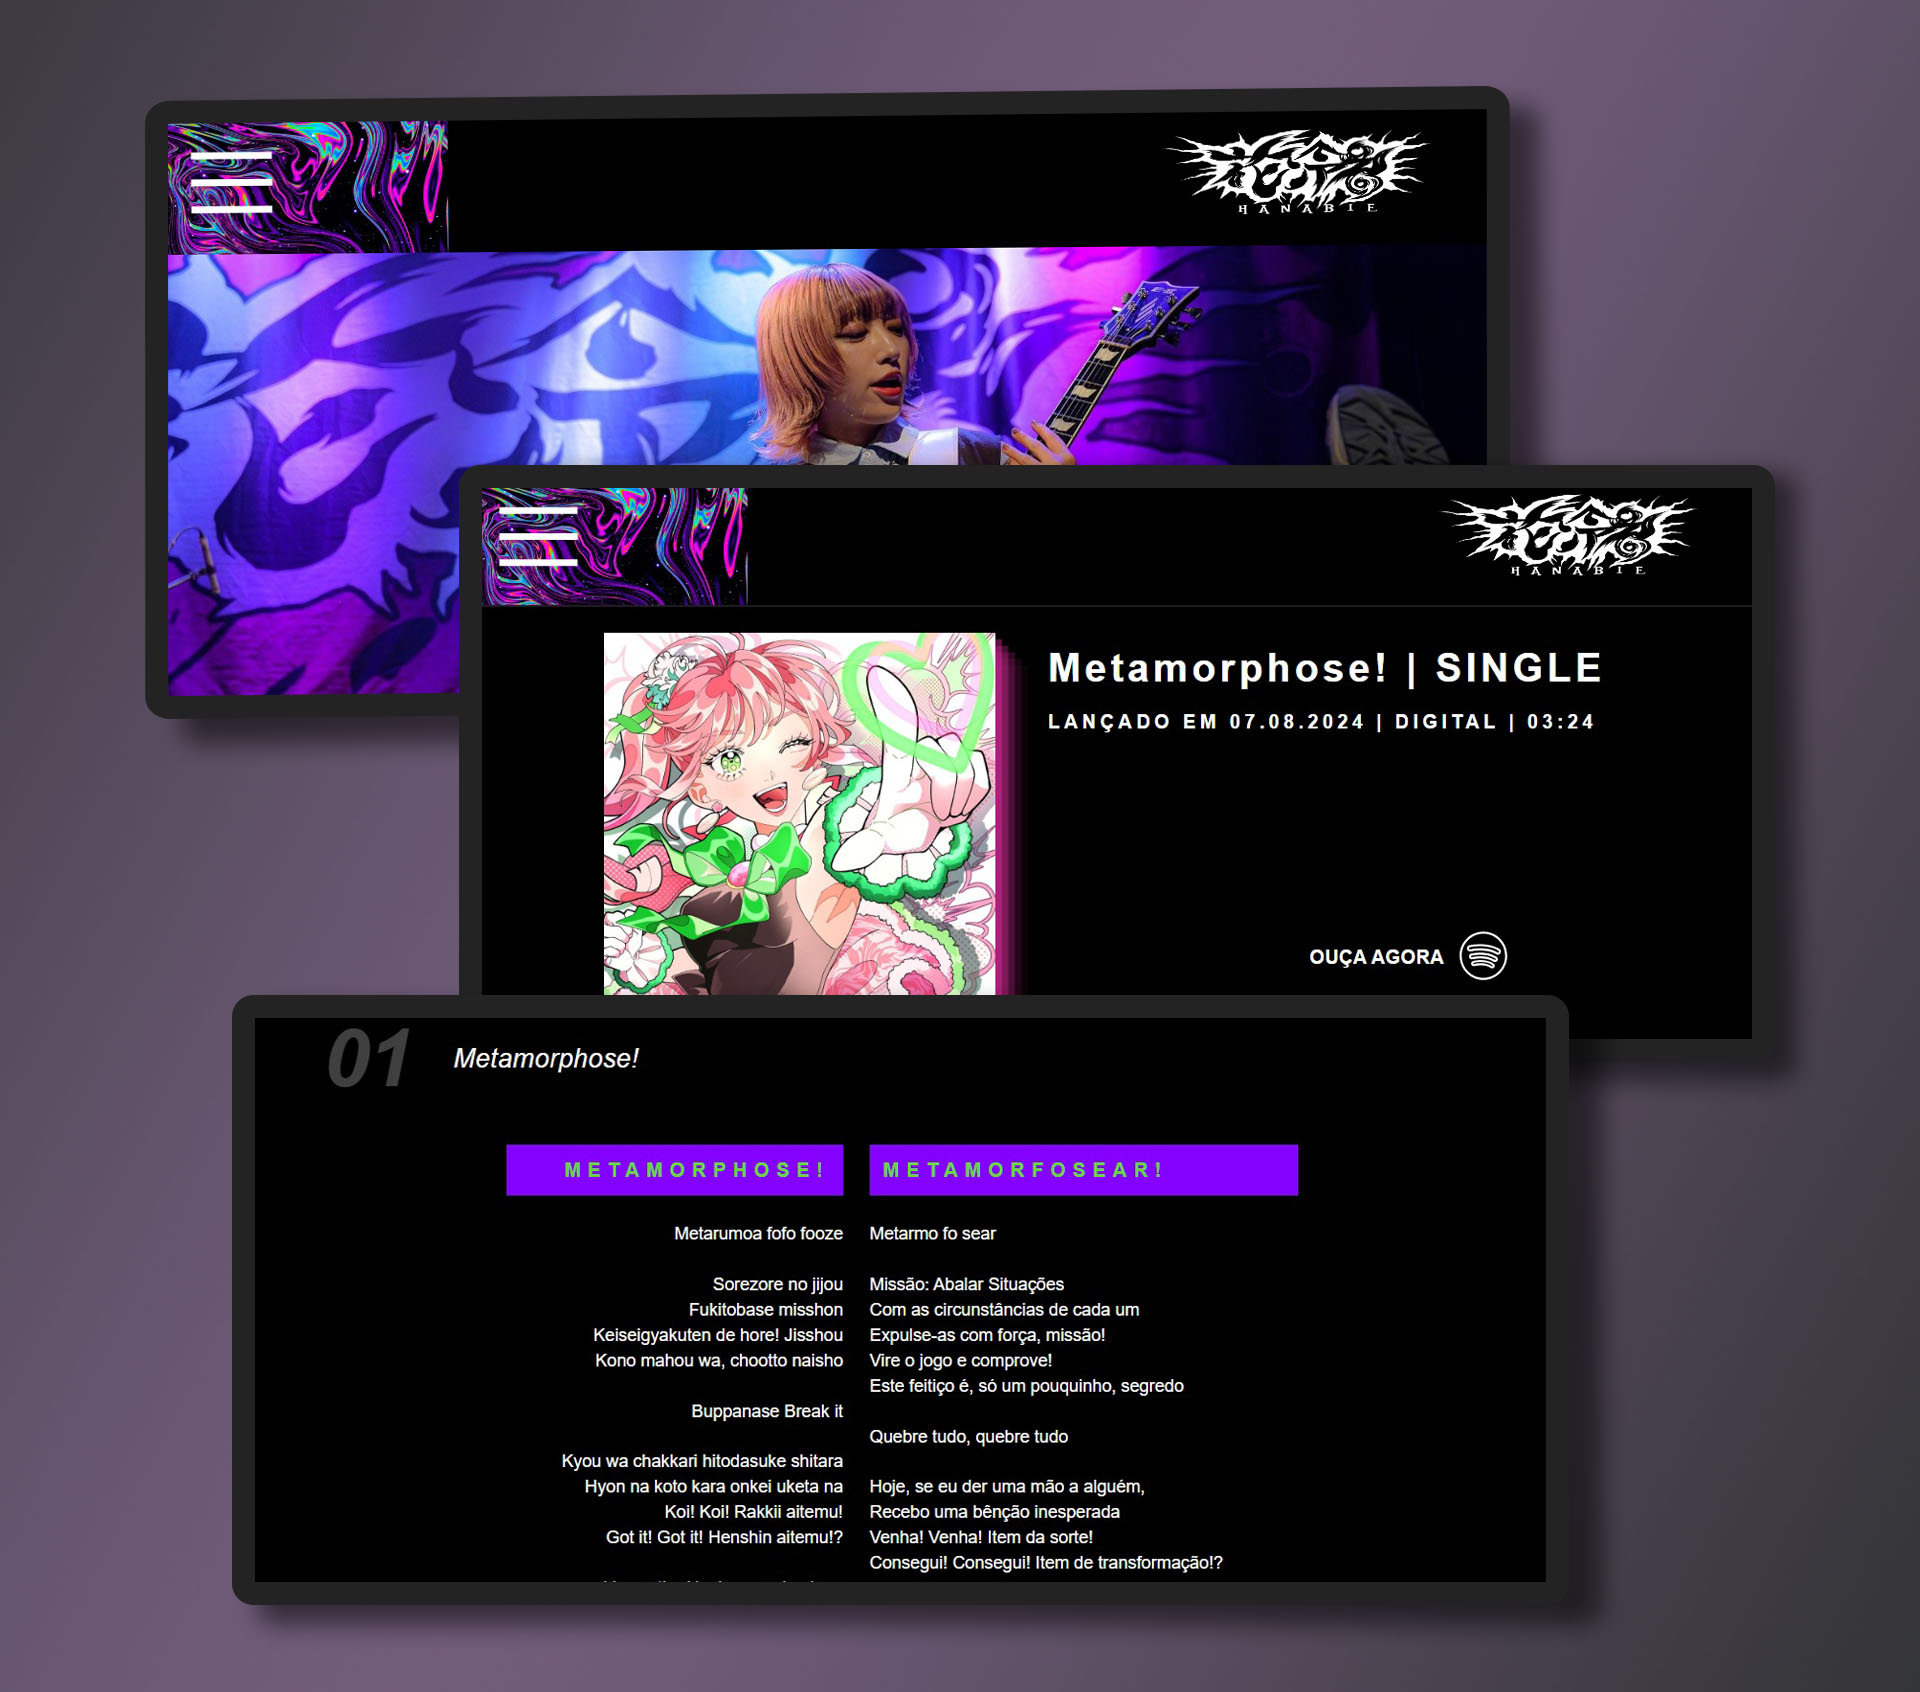 HANABIE
HANABIE
Metamorphose! | SINGLE
LANÇADO EM 07.08.2024 | DIGITAL | 03:24
OUÇA AGORA
01
Metamorphose!
METAMORPHOSE!
Metarumoa fofo fooze
Sorezore no jijou
Fukitobase misshon
Keiseigyakuten de hore! Jisshou
Kono mahou wa, chootto naisho
Buppanase Break it
Kyou wa chakkari hitodasuke shitara
Hyon na koto kara onkei uketa na
Koi! Koi! Rakkii aitemu!
Got it! Got it! Henshin aitemu!?
METAMORFOSEAR!
Metarmo fo sear
Missão: Abalar Situações
Com as circunstâncias de cada um
Expulse-as com força, missão!
Vire o jogo e comprove!
Este feitiço é, só um pouquinho, segredo
Quebre tudo, quebre tudo
Hoje, se eu der uma mão a alguém,
Recebo uma bênção inesperada
Venha! Venha! Item da sorte!
Consegui! Consegui! Item de transformação!?